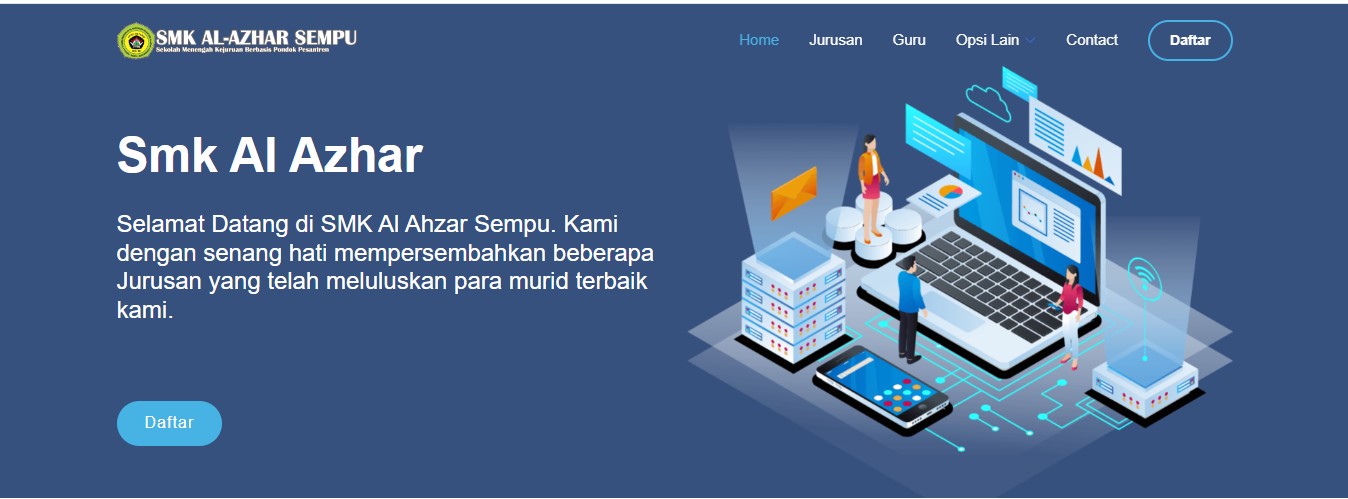 SMK AL-AZHAR SEMPU
Sekolah Menengah Kejuruan Berbasis Pondok Pesantren
Home Jurusan Guru Opsi Lain Contact Daftar
Smk Al Azhar
Selamat Datang di SMK Al Ahzar Sempu. Kami
dengan senang hati mempersembahkan beberapa
Jurusan yang telah meluluskan para murid terbaik
kami.
Daftar